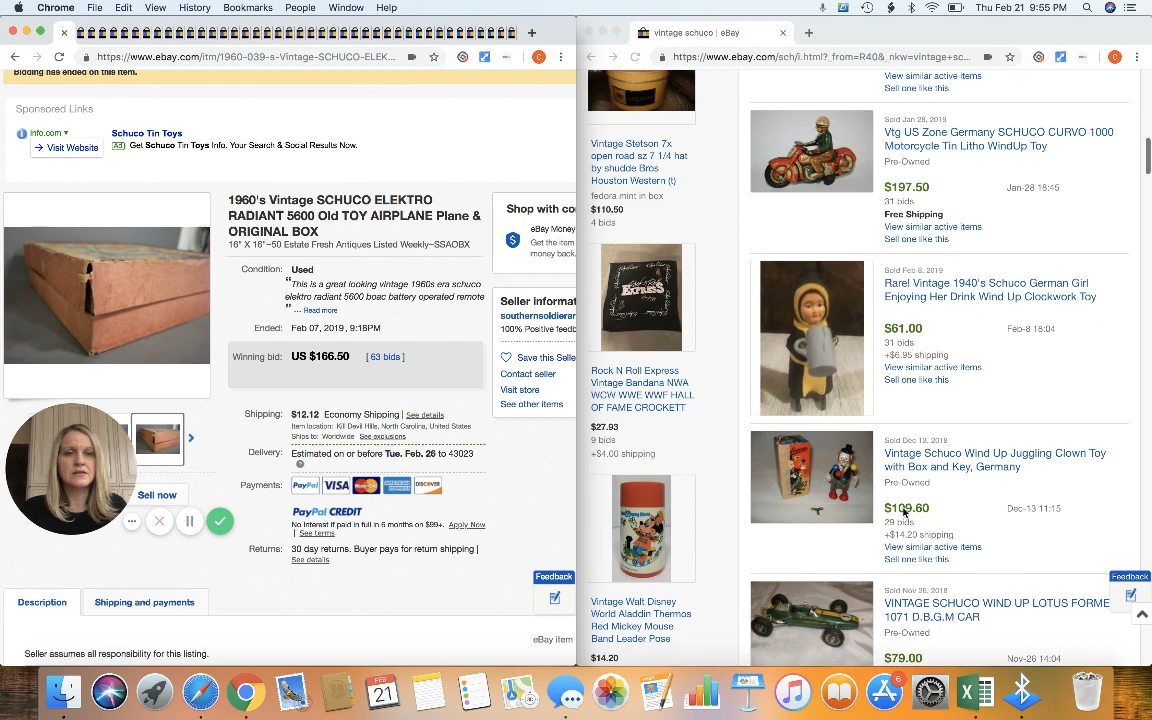 Chrome File Edit View History Bookmarks People Window Help
Thu Feb 21 9:55 PM
vintage schuco | eBay
https://www.ebay.com/itm/1960-039-s-Vintage-SCHUCO-ELEK...
https://www.ebay.com/sch/i.html?_from=R40&_nkw=vintage+sc...
C
C
Bidding has ended on this item.
Sponsored Links
info.com
Visit Website
Schuco Tin Toys
Ad Get Schuco Tin Toys Info. Your Search & Social Results Now.
1960's Vintage SCHUCO ELEKTRO
RADIANT 5600 Old TOY AIRPLANE Plane &
ORIGINAL BOX
16" X 16"~50 Estate Fresh Antiques Listed Weekly~SSAOBX
Condition: Used
“This is a great looking vintage 1960s era schuco
elektro radiant 5600 boac battery operated remote
” ... Read more
Ended: Feb 07, 2019 , 9:18PM
Winning bid: US $166.50 [ 63 bids ]
Shipping: $12.12 Economy Shipping | See details
Item location: Kill Devil Hills, North Carolina, United States
Ships to: Worldwide See exclusions
Delivery: Estimated on or before Tue. Feb. 26 to 43023
Payments: PayPal VISA MasterCard AMERICAN EXPRESS DISCOVER
PayPal CREDIT
No Interest if paid in full in 6 months on $99+. Apply Now
| See terms
Returns: 30 day returns. Buyer pays for return shipping |
See details
Shop with co
eBay Money
Get the item
money back.
Seller informat
southernsoldierar
100% Positive feedb
Save this Selle
Contact seller
Visit store
See other items
Sell now
Feedback
Description Shipping and payments
eBay item
Seller assumes all responsibility for this listing.
Vintage Stetson 7x
open road sz 7 1/4 hat
by shudde Bros
Houston Western (t)
fedora mint in box
$110.50
4 bids
EXPRESS
Rock N Roll Express
Vintage Bandana NWA
WCW WWE WWF HALL
OF FAME CROCKETT
$27.93
9 bids
+$4.00 shipping
Vintage Walt Disney
World Aladdin Thermos
Red Mickey Mouse
Band Leader Pose
$14.20
View similar active items
Sell one like this
Sold Jan 28, 2019
Vtg US Zone Germany SCHUCO CURVO 1000
Motorcycle Tin Litho WindUp Toy
Pre-Owned
$197.50 Jan-28 18:45
31 bids
Free Shipping
View similar active items
Sell one like this
Sold Feb 8, 2019
Rare! Vintage 1940's Schuco German Girl
Enjoying Her Drink Wind Up Clockwork Toy
$61.00 Feb-8 18:04
31 bids
+$6.95 shipping
View similar active items
Sell one like this
Sold Dec 13, 2018
Vintage Schuco Wind Up Juggling Clown Toy
with Box and Key, Germany
Pre-Owned
$109.60 Dec-13 11:15
29 bids
+$14.20 shipping
View similar active items
Sell one like this
Sold Nov 26, 2018
VINTAGE SCHUCO WIND UP LOTUS FORME
1071 D.B.G.M CAR
Pre-Owned
$79.00 Nov-26 14:04
Feedback
FEB
21
6